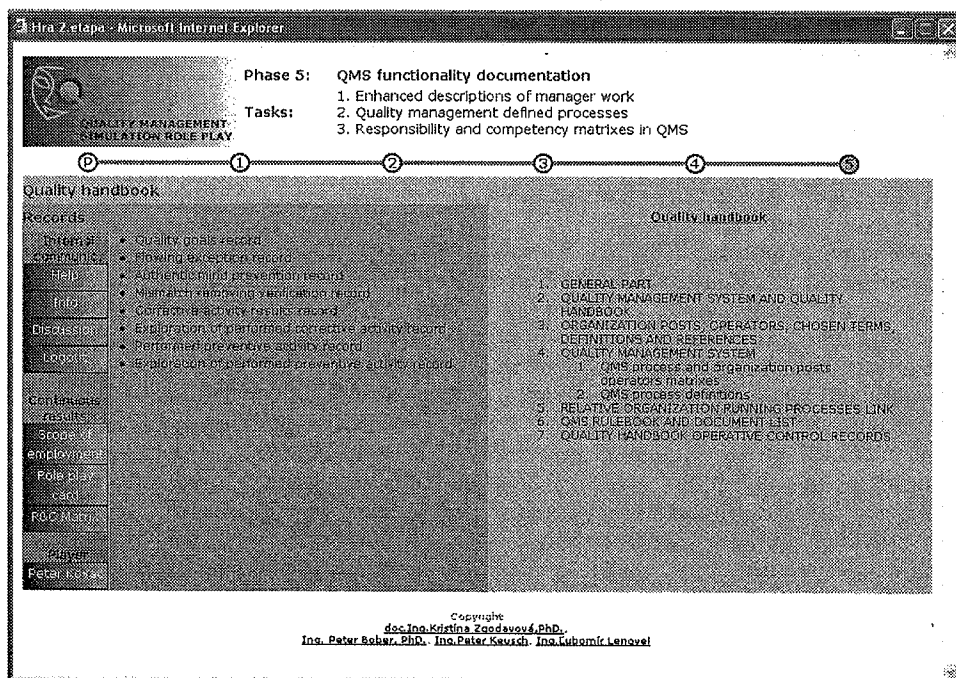 Hra 2.etapa - Microsoft Internet Explorer
QUALITY MANAGEMENT
SIMULATION ROLE PLAY
Phase 5: QMS functionality documentation
Tasks:
1. Enhanced descriptions of manager work
2. Quality management defined processes
3. Responsibility and competency matrixes in QMS
P 1 2 3 4 5
Quality handbook
Records
Internal
communic.
Help
Info
Discussion
Logout
Continuous
results
Scope of
employment
Role play
card
Player
Peter Kovac
• Quality goals record
• Flowing exception record
• Authentic mind prevention record
• Mismatch removing verification record
• Corrective activity results record
• Exploration of performed corrective activity record
• Performed preventive activity record
• Exploration of performed preventive activity record
Quality handbook
1. GENERAL PART
2. QUALITY MANAGEMENT SYSTEM AND QUALITY
HANDBOOK
3. ORGANIZATION POSTS, OPERATORS, CHOSEN TERMS,
DEFINITIONS AND REFERENCES
4. QUALITY MANAGEMENT SYSTEM
1. QMS process and organization posts
operators matrixes
2. QMS process definitions
5. RELATIVE ORGANIZATION RUNNING PROCESSES LINK
6. QMS RULEBOOK AND DOCUMENT LIST
7. QUALITY HANDBOOK OPERATIVE CONTROL RECORDS
Copyright
doc.Ing.Kristína Zgodavová,PhD.,
Ing. Peter Bober, PhD., Ing.Peter Keusch, Ing.Ľubomír Lengyel